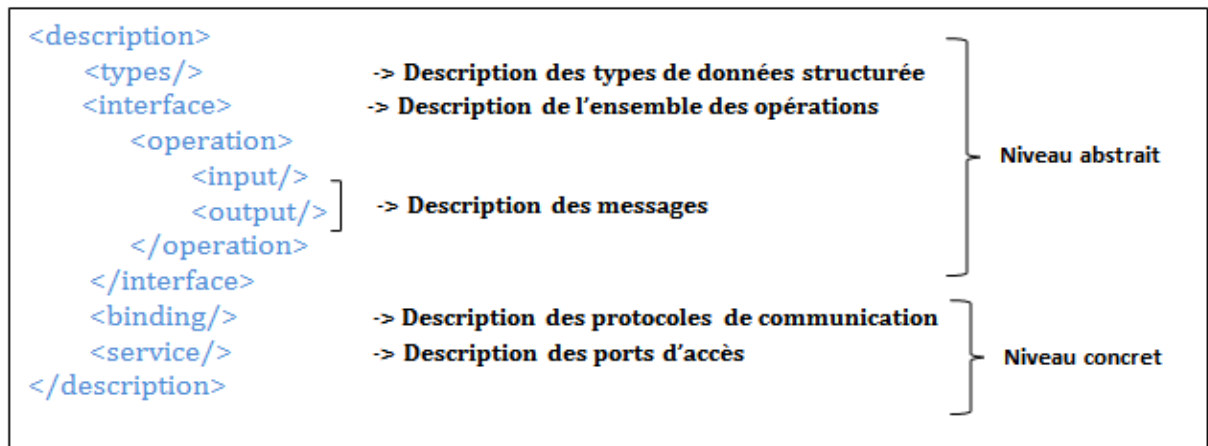 <description>
<types/> -> Description des types de données structurée
<interface> -> Description de l'ensemble des opérations
<operation>
Niveau abstrait
<input/>
<output/> -> Description des messages
</operation>
</interface>
<binding/> -> Description des protocoles de communication
<service/> -> Description des ports d'accès
Niveau concret
</description>